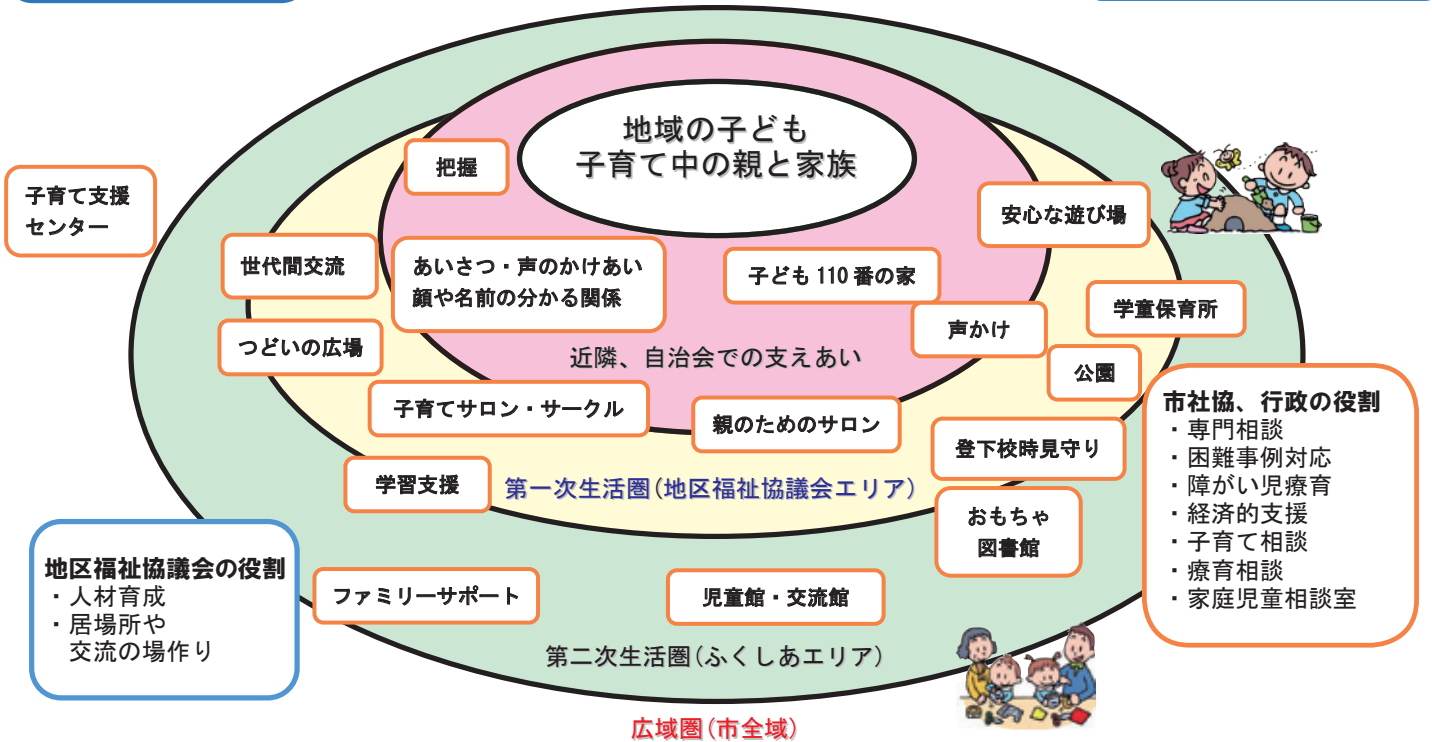 地域の子ども
子育て中の親と家族
把握
子育て支援
センター
安心な遊び場
世代間交流
あいさつ・声のかけあい
顔や名前の分かる関係
子ども 110 番の家
学童保育所
つどいの広場
声かけ
近隣、自治会での支えあい
公園
子育てサロン・サークル
親のためのサロン
市社協、行政の役割
・専門相談
・困難事例対応
・障がい児療育
・経済的支援
・子育て相談
・療育相談
・家庭児童相談室
登下校時見守り
学習支援
第一次生活圏(地区福祉協議会エリア)
おもちゃ
図書館
地区福祉協議会の役割
・人材育成
・居場所や
交流の場作り
ファミリーサポート
児童館・交流館
第二次生活圏(ふくしあエリア)
広域圏(市全域)